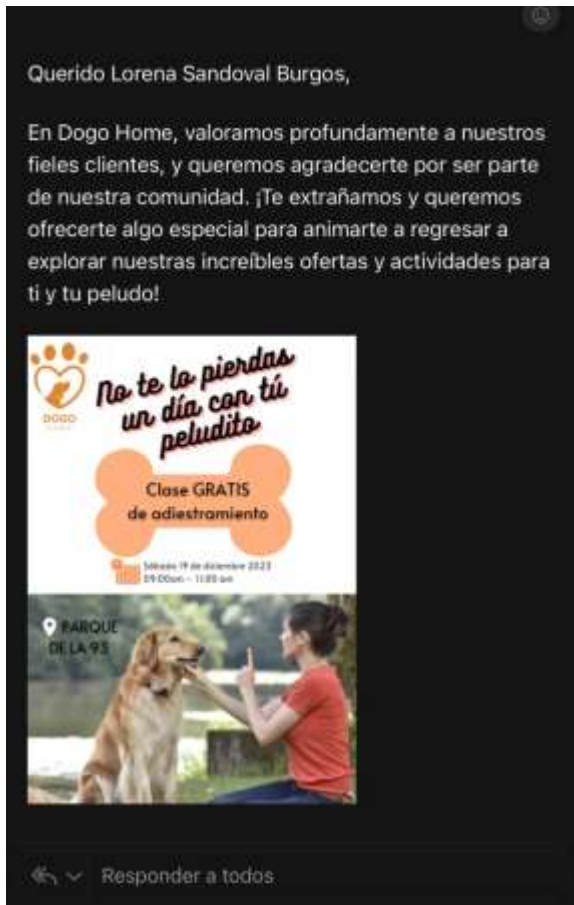 Querido Lorena Sandoval Burgos,
En Dogo Home, valoramos profundamente a nuestros
fieles clientes, y queremos agradecerte por ser parte
de nuestra comunidad. ¡Te extrañamos y queremos
ofrecerte algo especial para animarte a regresar a
explorar nuestras increíbles ofertas y actividades para
ti y tu peludo!
DOGO
No te lo pierdas
un día con tú
peludito
Clase GRATIS
de adiestramiento
Sábado 19 de diciembre 2023
09:00am - 11:00 am
PARQUE
DE LA 93
Responder a todos